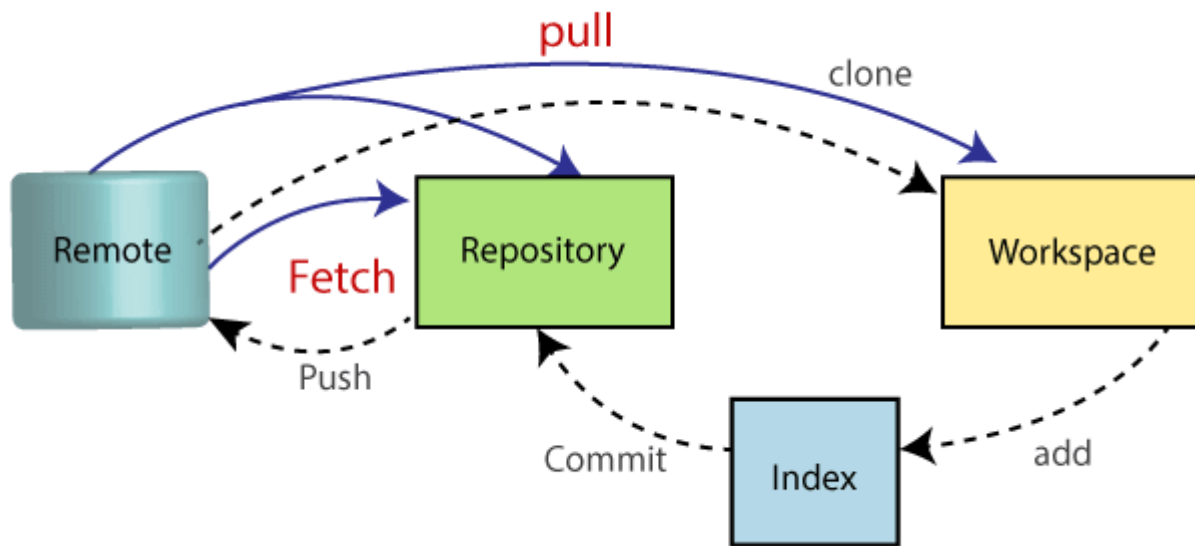 pull
clone
Remote
Repository
Workspace
Fetch
Push
Commit
add
Index